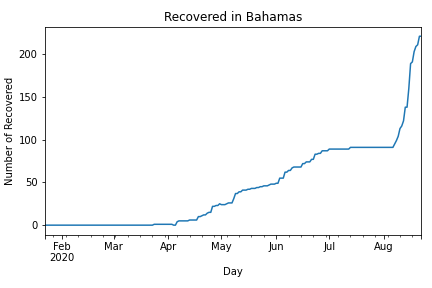 Recovered in Bahamas
Number of Recovered
200
150
100
50
0
Feb
2020
Mar
Apr
May
Jun
Jul
Aug
Day